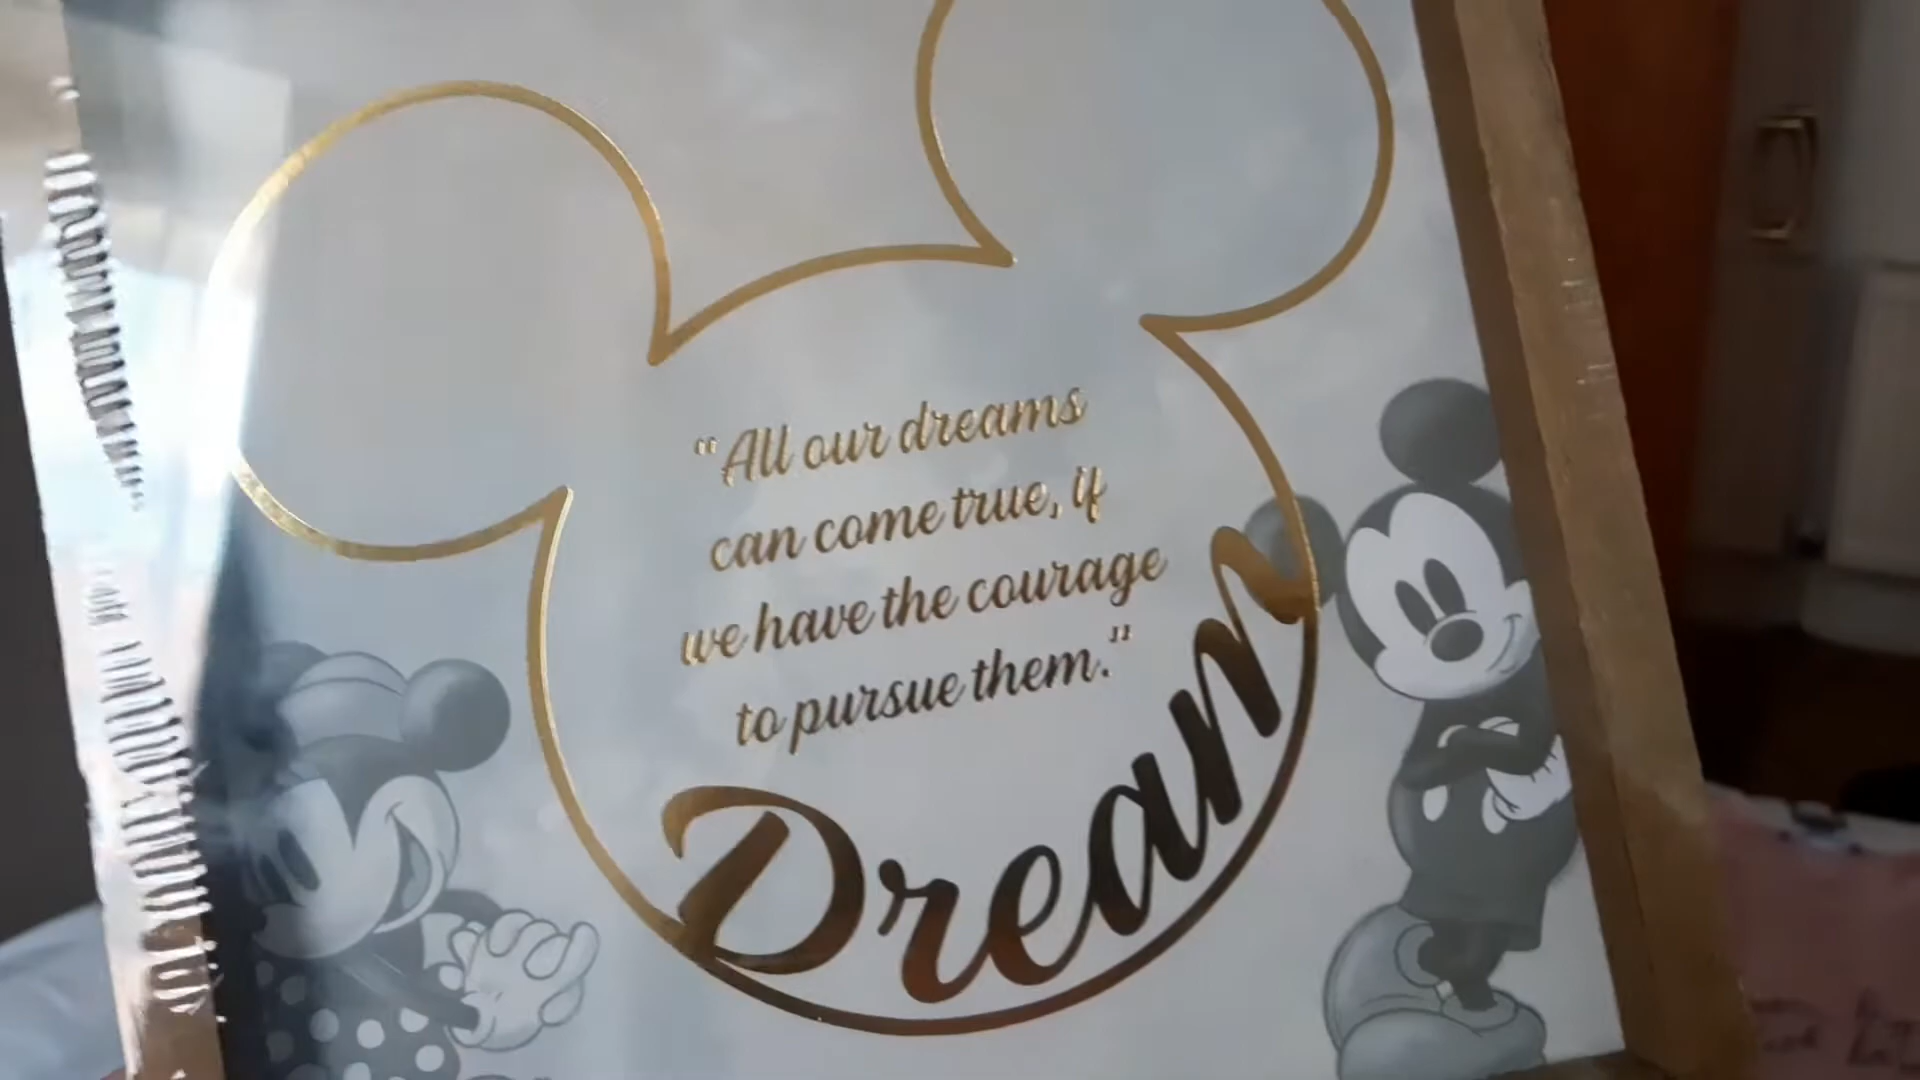 “All our dreams
can come true, if
we have the courage
to pursue them.”
Dream